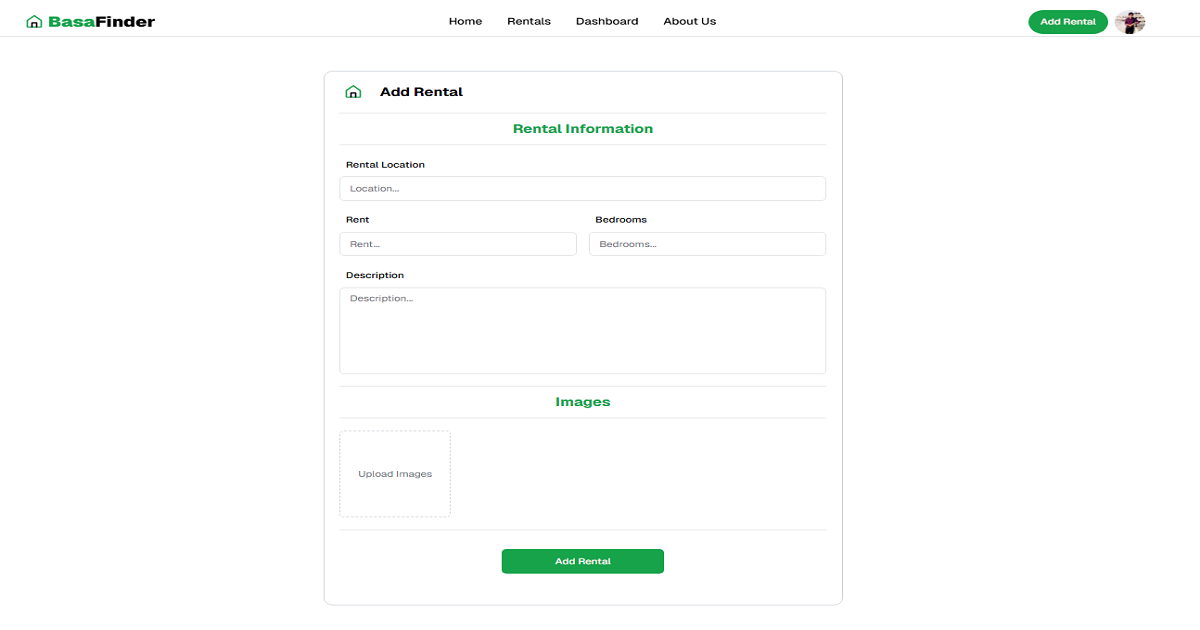 BasaFinder
Home Rentals Dashboard About Us
Add Rental
Add Rental
Rental Information
Rental Location
Location...
Rent Bedrooms
Rent... Bedrooms...
Description
Description...
Images
Upload Images
Add Rental